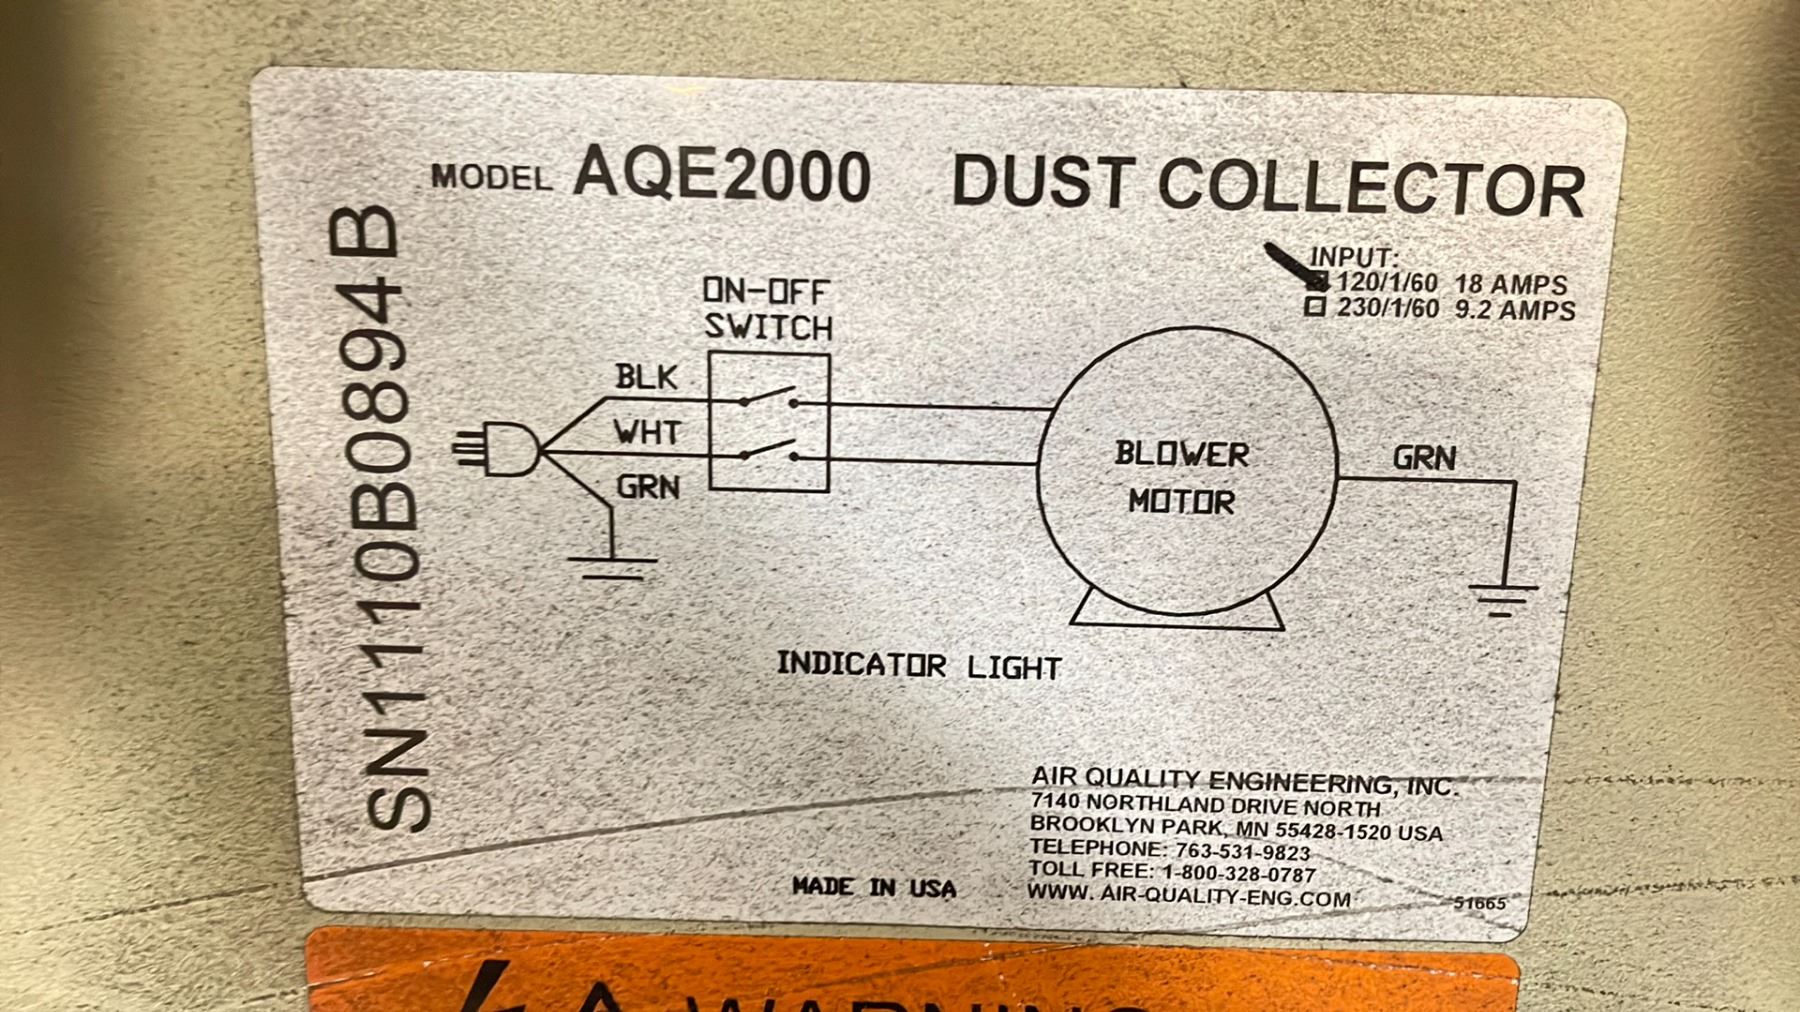 MODEL AQE2000 DUST COLLECTOR
SN1110B0894B
INPUT:
120/1/60 18 AMPS
230/1/60 9.2 AMPS
ON-OFF
SWITCH
BLK
WHT
GRN
BLOWER
MOTOR
GRN
INDICATOR LIGHT
AIR QUALITY ENGINEERING, INC.
7140 NORTHLAND DRIVE NORTH
BROOKLYN PARK, MN 55428-1520 USA
TELEPHONE: 763-531-9823
TOLL FREE: 1-800-328-0787
WWW. AIR-QUALITY-ENG.COM
MADE IN USA
51665
WARNING